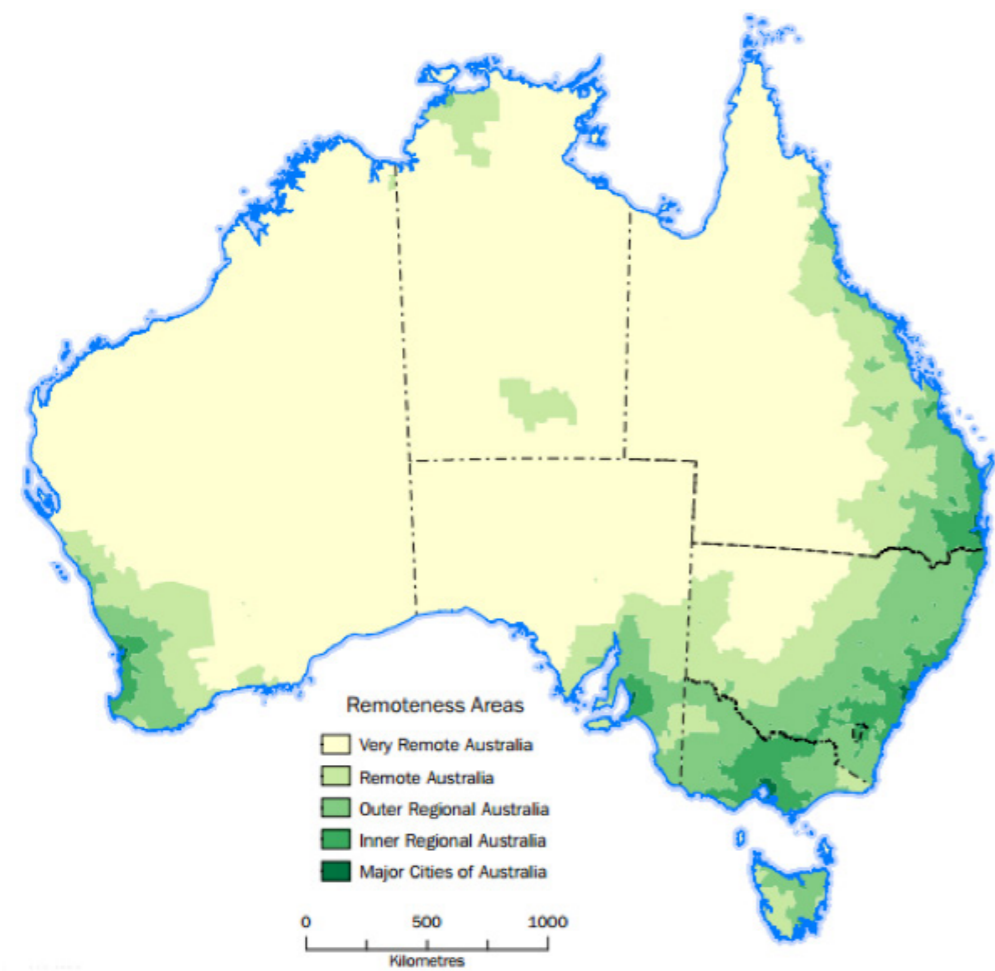 Remoteness Areas
Very Remote Australia
Remote Australia
Outer Regional Australia
Inner Regional Australia
Major Cities of Australia
0 500 1000
Kilometres